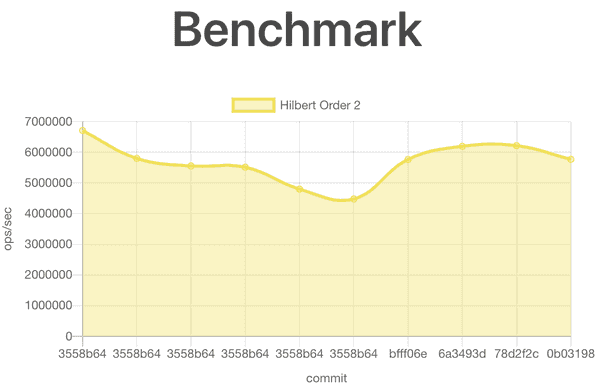 Benchmark
Hilbert Order 2
7000000
6000000
5000000
4000000
3000000
2000000
1000000
0
ops/sec
3558b64 3558b64 3558b64 3558b64 3558b64 3558b64 bfff06e 6a3493d 78d2f2c 0b03198
commit